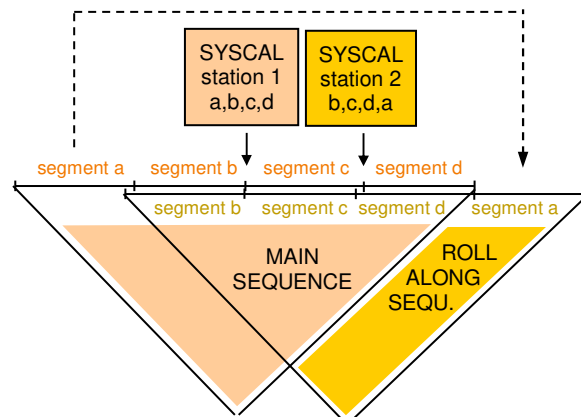 SYSCAL
station 1
a,b,c,d
SYSCAL
station 2
b,c,d,a
segment a segment b segment c segment d
segment b segment c segment d segment a
MAIN
SEQUENCE
ROLL
ALONG
SEQU.